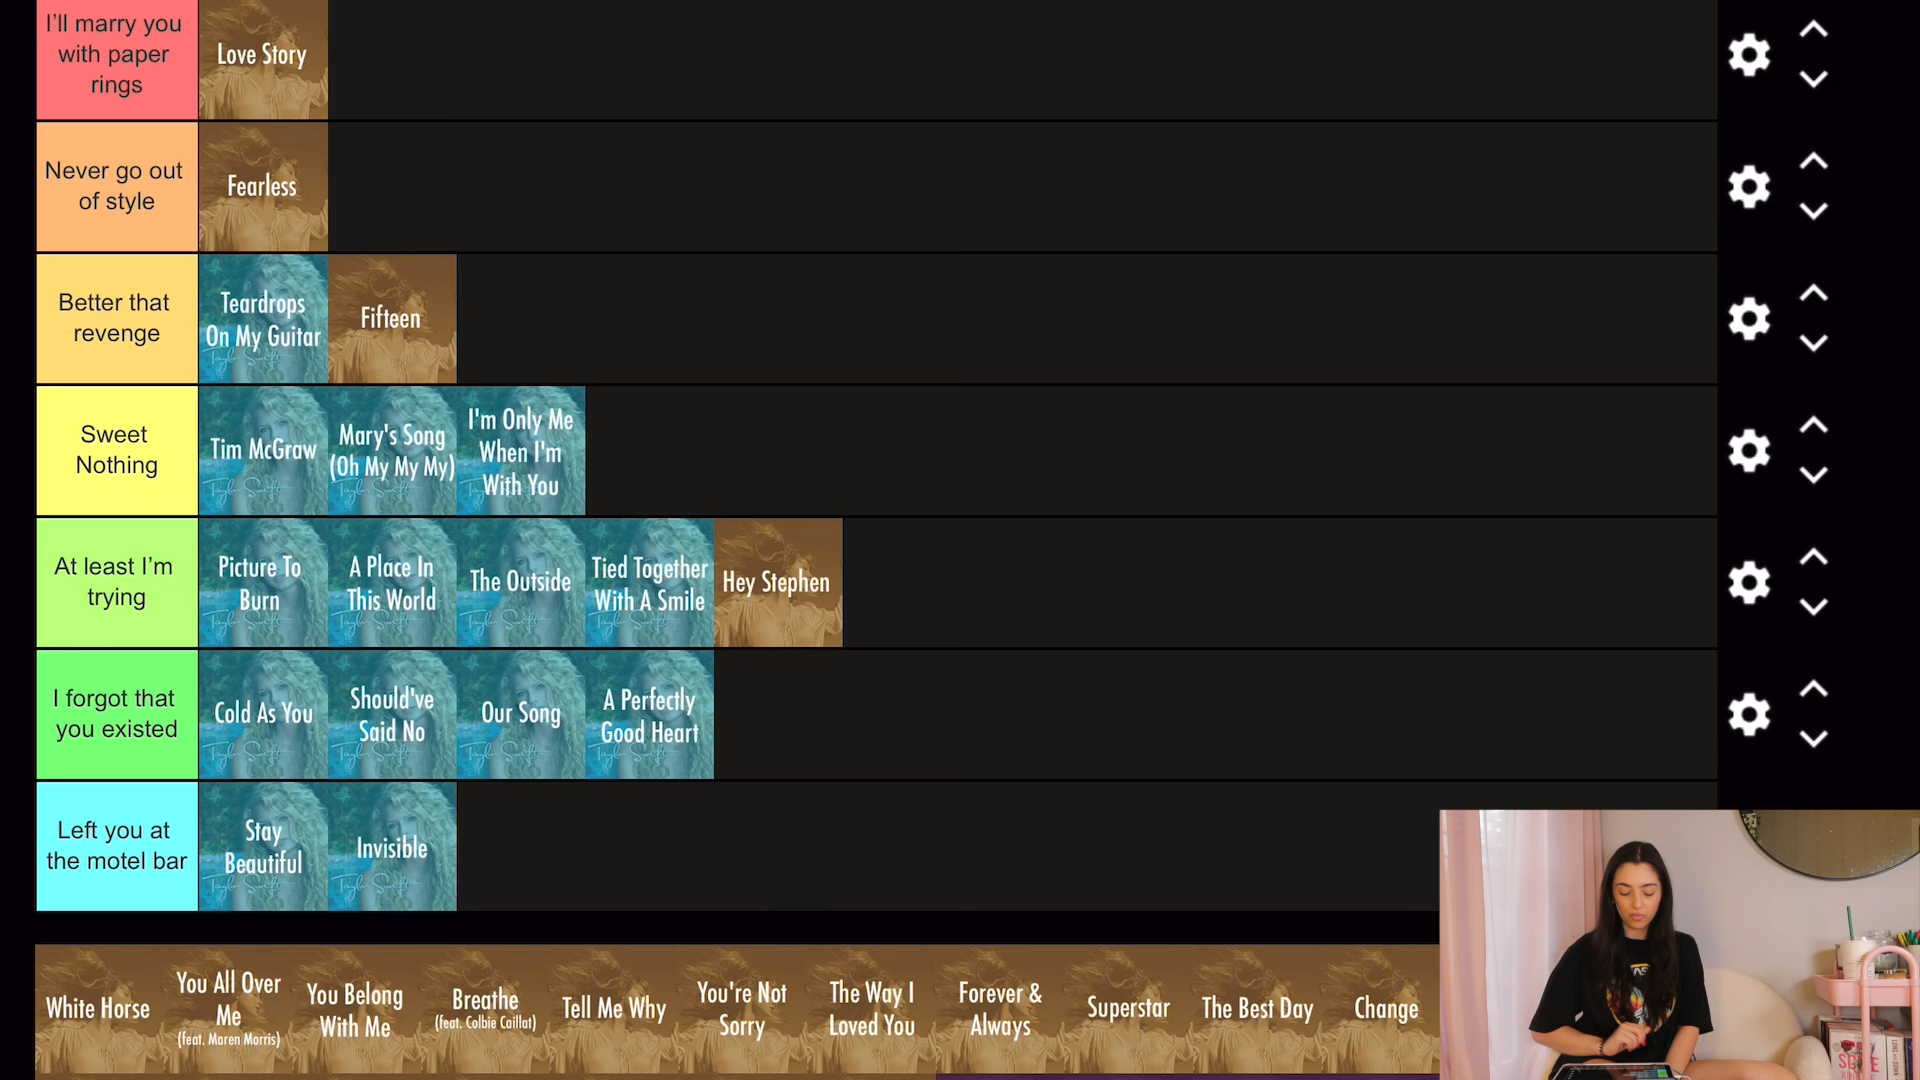 I'll marry you
with paper
rings
Love Story
Never go out
of style
Fearless
Better that
revenge
Teardrops
On My Guitar
Fifteen
Sweet
Nothing
Tim McGraw
Mary's Song
(Oh My My My)
I'm Only Me
When I'm
With You
At least I'm
trying
Picture To
Burn
A Place In
This World
The Outside
Tied Together
With A Smile
Hey Stephen
I forgot that
you existed
Cold As You
Should've
Said No
Our Song
A Perfectly
Good Heart
Left you at
the motel bar
Stay
Beautiful
Invisible
White Horse
You All Over
Me
(feat. Maren Morris)
You Belong
With Me
Breathe
(feat. Colbie Caillat)
Tell Me Why
You're Not
Sorry
The Way I
Loved You
Forever &
Always
Superstar
The Best Day
Change